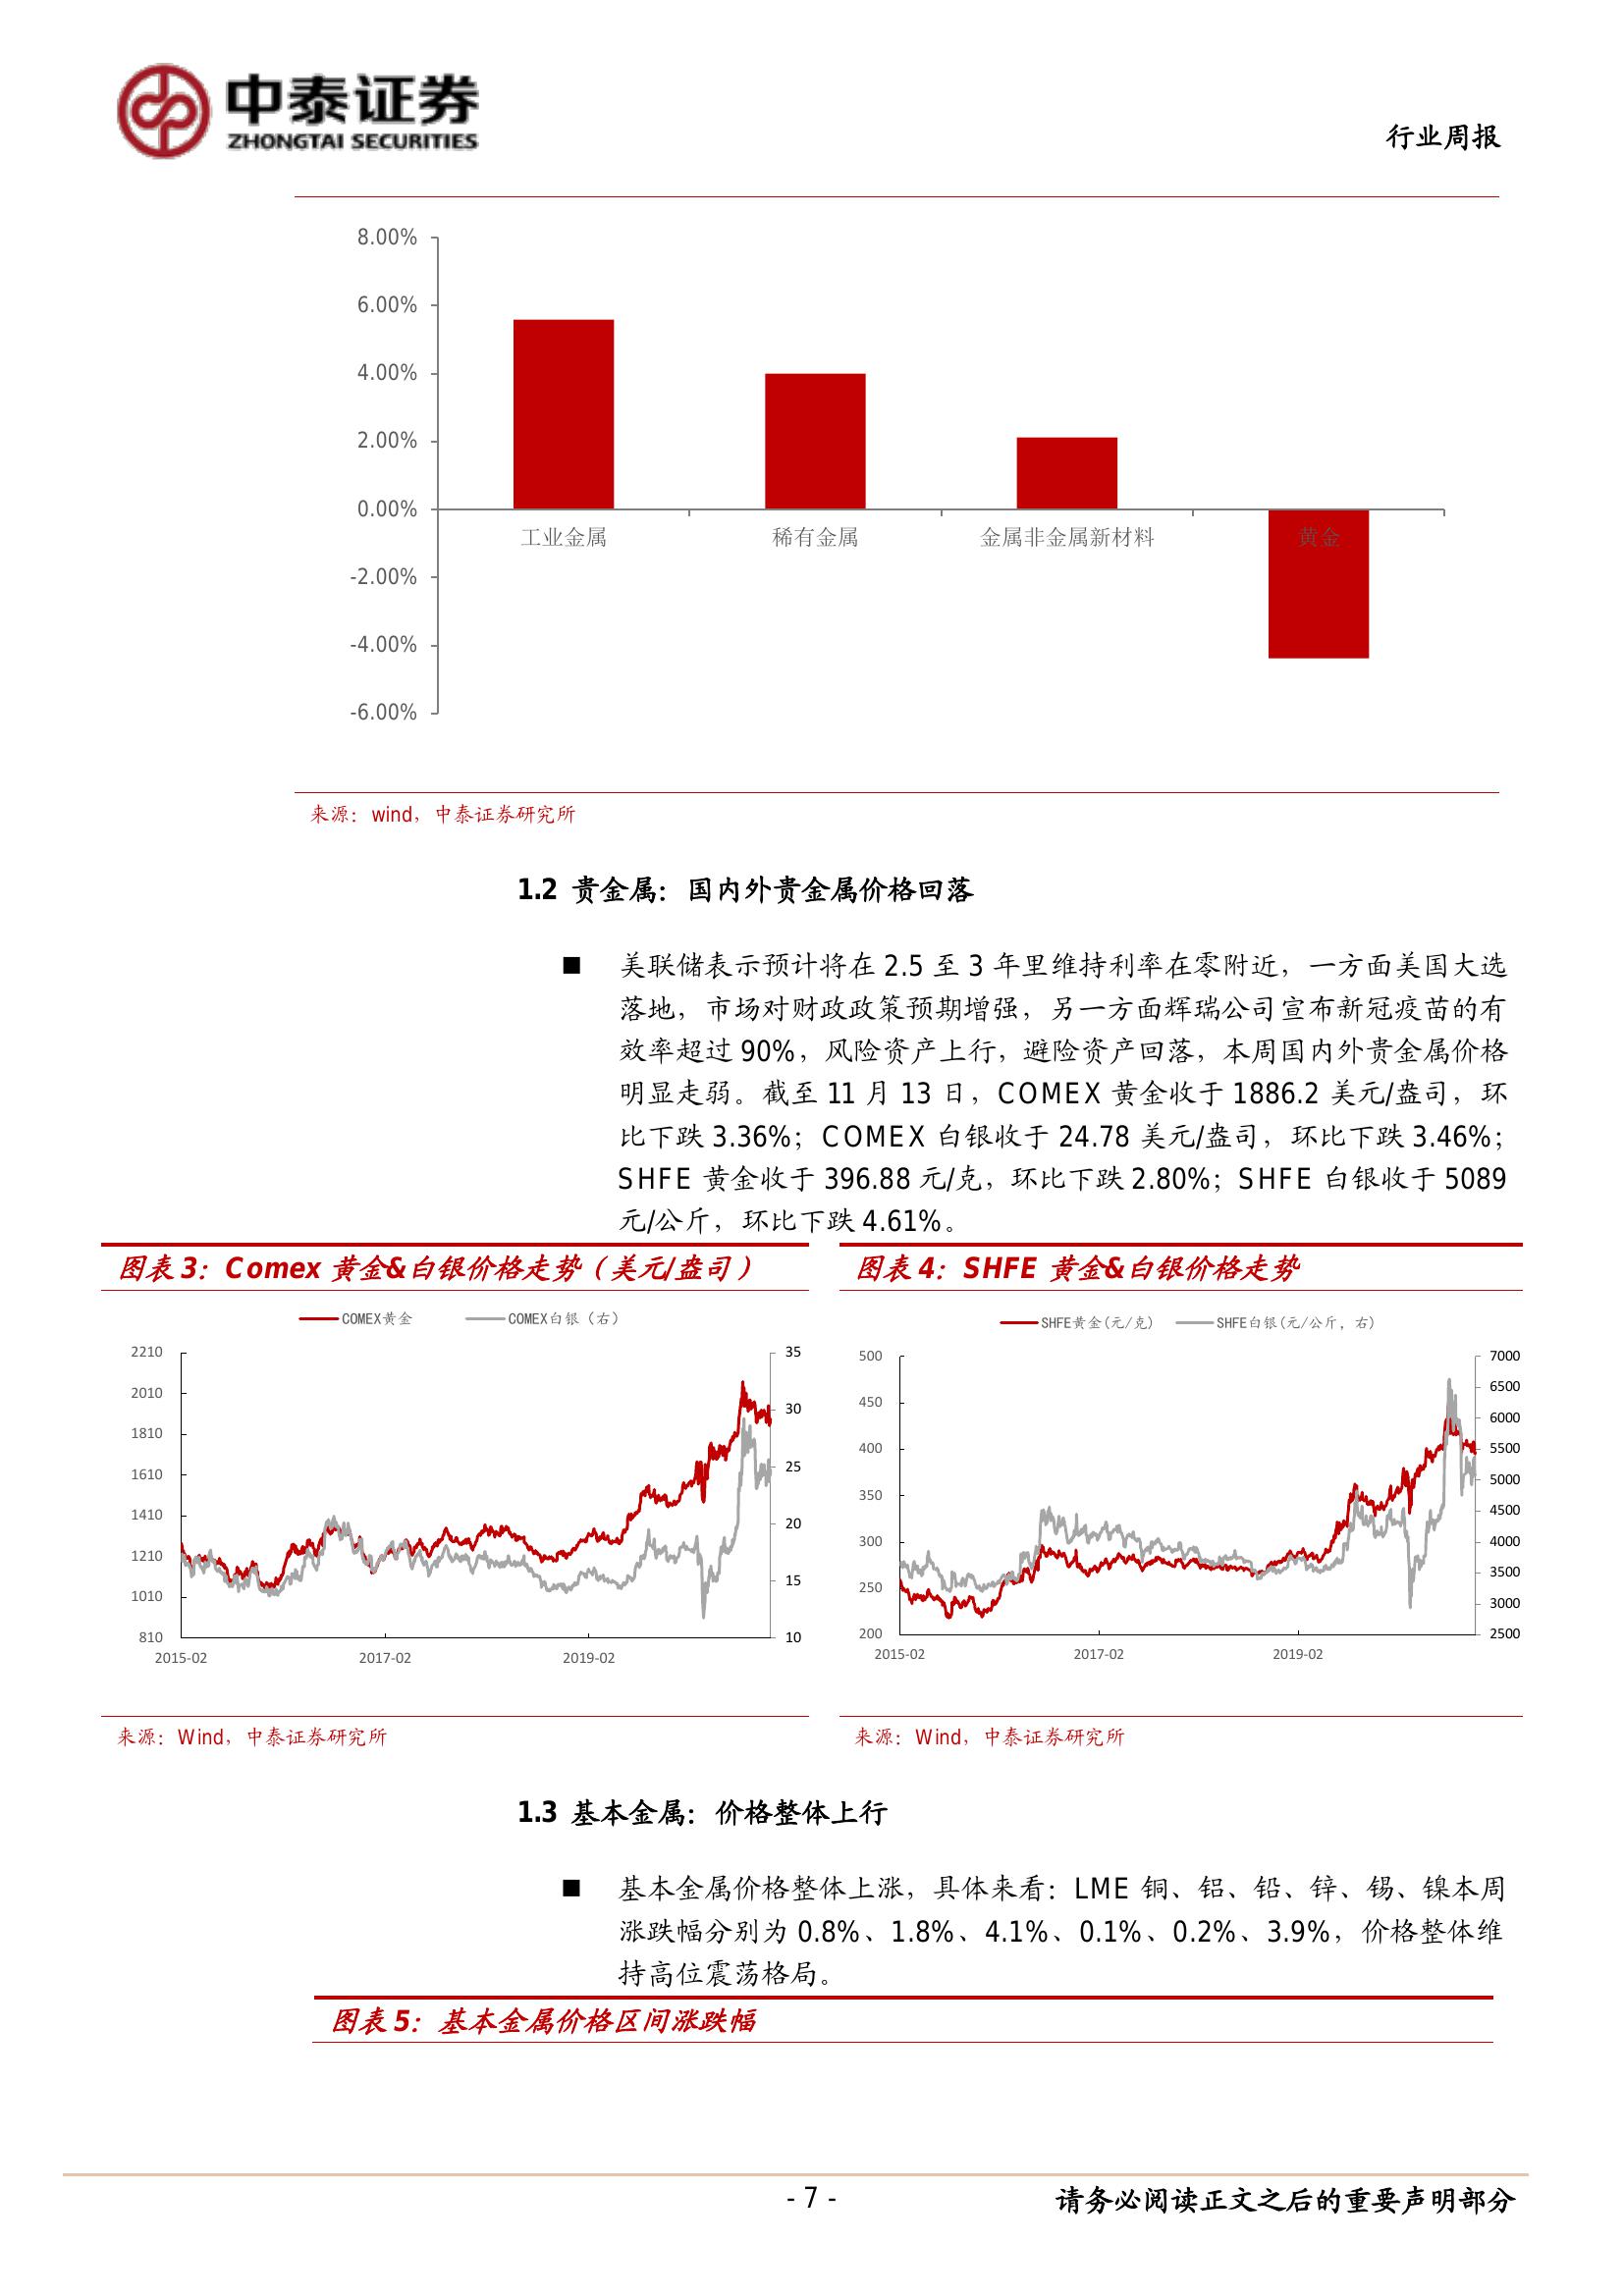 中泰证券
ZHONGTAI SECURITIES
行业周报
8.00%
6.00%
4.00%
2.00%
0.00%
-2.00%
-4.00%
-6.00%
工业金属 稀有金属 金属非金属新材料 黄金
来源：wind，中泰证券研究所
1.2 贵金属：国内外贵金属价格回落
■ 美联储表示预计将在 2.5 至 3 年里维持利率在零附近，一方面美国大选
落地，市场对财政政策预期增强，另一方面辉瑞公司宣布新冠疫苗的有
效率超过 90%，风险资产上行，避险资产回落，本周国内外贵金属价格
明显走弱。截至 11 月 13 日，COMEX 黄金收于 1886.2 美元/盎司，环
比下跌 3.36%；COMEX 白银收于 24.78 美元/盎司，环比下跌 3.46%；
SHFE 黄金收于 396.88 元/克，环比下跌 2.80%；SHFE 白银收于 5089
元/公斤，环比下跌 4.61%。
图表 3：Comex 黄金&白银价格走势（美元/盎司）
COMEX黄金 COMEX白银（右）
2210
2010
1810
1610
1410
1210
1010
810
35
30
25
20
15
10
2015-02 2017-02 2019-02
来源：Wind，中泰证券研究所
图表 4：SHFE 黄金&白银价格走势
SHFE黄金(元/克) SHFE白银(元/公斤，右)
500
450
400
350
300
250
200
7000
6500
6000
5500
5000
4500
4000
3500
3000
2500
2015-02 2017-02 2019-02
来源：Wind，中泰证券研究所
1.3 基本金属：价格整体上行
■ 基本金属价格整体上涨，具体来看：LME 铜、铝、铅、锌、锡、镍本周
涨跌幅分别为 0.8%、1.8%、4.1%、0.1%、0.2%、3.9%，价格整体维
持高位震荡格局。
图表 5：基本金属价格区间涨跌幅
- 7 -
请务必阅读正文之后的重要声明部分